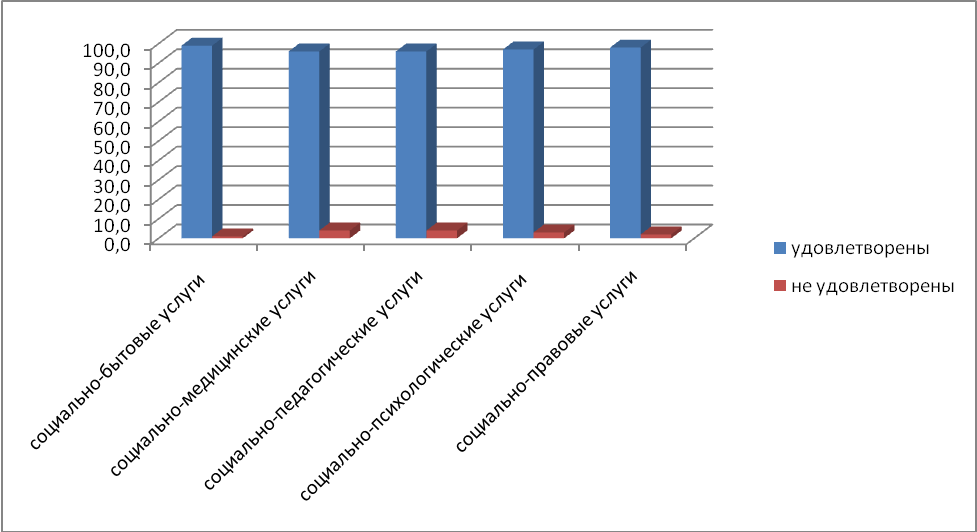 100,0
90,0
80,0
70,0
60,0
50,0
40,0
30,0
20,0
10,0
0,0
социально-бытовые услуги
социально-медицинские услуги
социально-педагогические услуги
социально-психологические услуги
социально-правовые услуги
удовлетворены
не удовлетворены